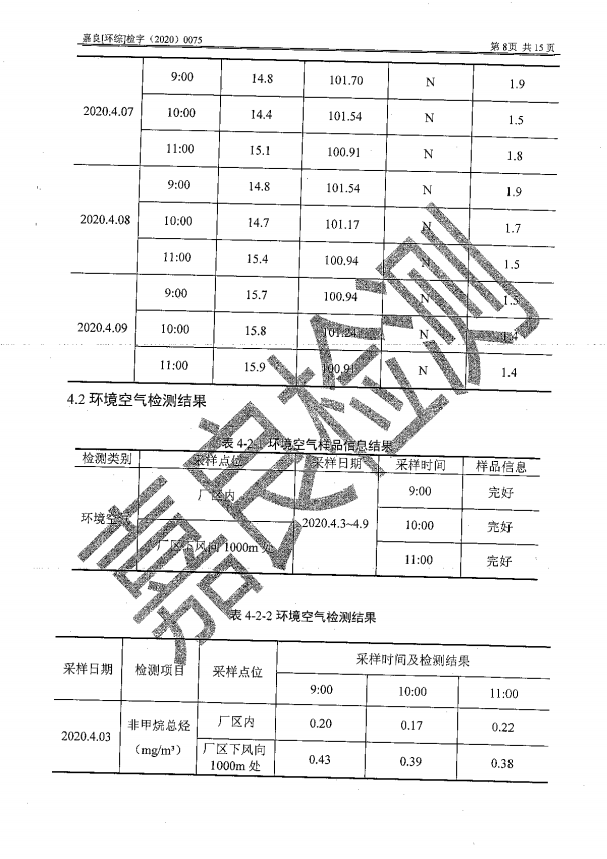 嘉良[环综]检字（2020）0075
第 8页 共 15 页
9:00 14.8 101.70 N 1.9
2020.4.07 10:00 14.4 101.54 N 1.5
11:00 15.1 100.91 N 1.8
9:00 14.8 101.54 N 1.9
2020.4.08 10:00 14.7 101.17 N 1.7
11:00 15.4 100.94 N 1.5
9:00 15.7 100.94 N 1.5
2020.4.09 10:00 15.8 101.24 N 1.4
11:00 15.9 100.91 N 1.4
4.2 环境空气检测结果
表 4-2-1 环境空气样品信息结果
检测类别 采样点位 采样日期 采样时间 样品信息
厂区内 9:00 完好
环境空气 2020.4.3~4.9 10:00 完好
厂区下风向 1000m 处 11:00 完好
表 4-2-2 环境空气检测结果
采样日期 检测项目 采样点位 采样时间及检测结果
9:00 10:00 11:00
2020.04.03 非甲烷总烃 厂区内 0.20 0.17 0.22
（mg/m³） 厂区下风向 0.43 0.39 0.38
1000m 处
嘉良检测